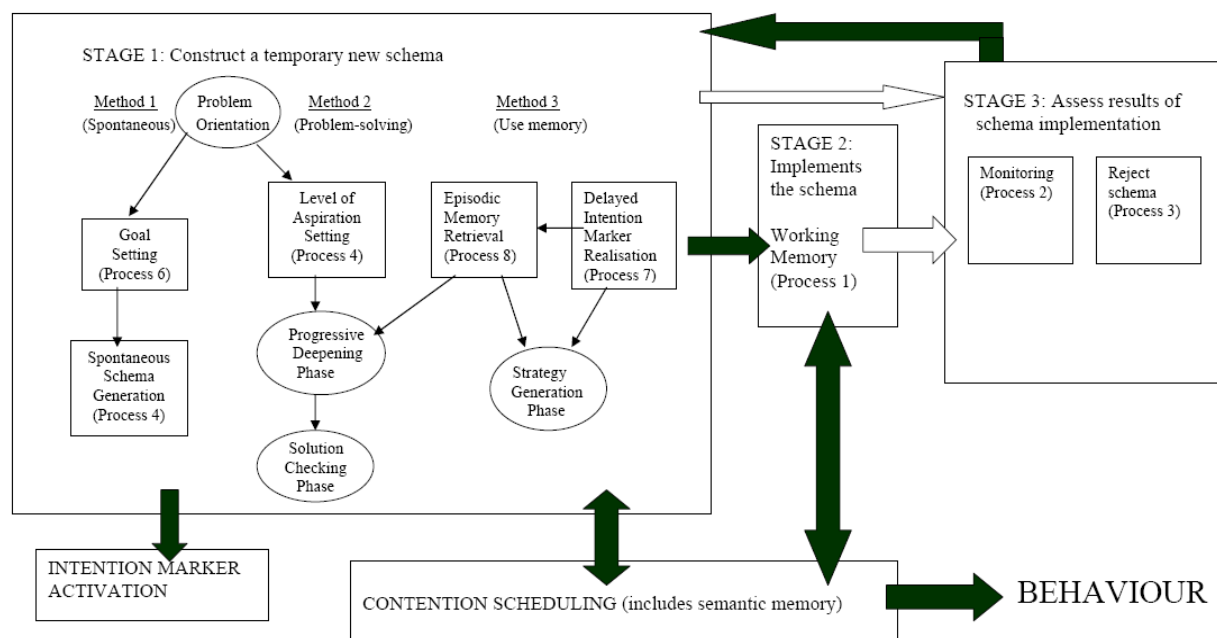 STAGE 1: Construct a temporary new schema
Method 1
(Spontaneous)
Problem
Orientation
Method 2
(Problem-solving)
Method 3
(Use memory)
Goal
Setting
(Process 6)
Level of
Aspiration
Setting
(Process 4)
Episodic
Memory
Retrieval
(Process 8)
Delayed
Intention
Marker
Realisation
(Process 7)
Spontaneous
Schema
Generation
(Process 4)
Progressive
Deepening
Phase
Strategy
Generation
Phase
Solution
Checking
Phase
STAGE 2:
Implements
the schema
Working
Memory
(Process 1)
STAGE 3: Assess results of
schema implementation
Monitoring
(Process 2)
Reject
schema
(Process 3)
INTENTION MARKER
ACTIVATION
CONTENTION SCHEDULING (includes semantic memory)
BEHAVIOUR